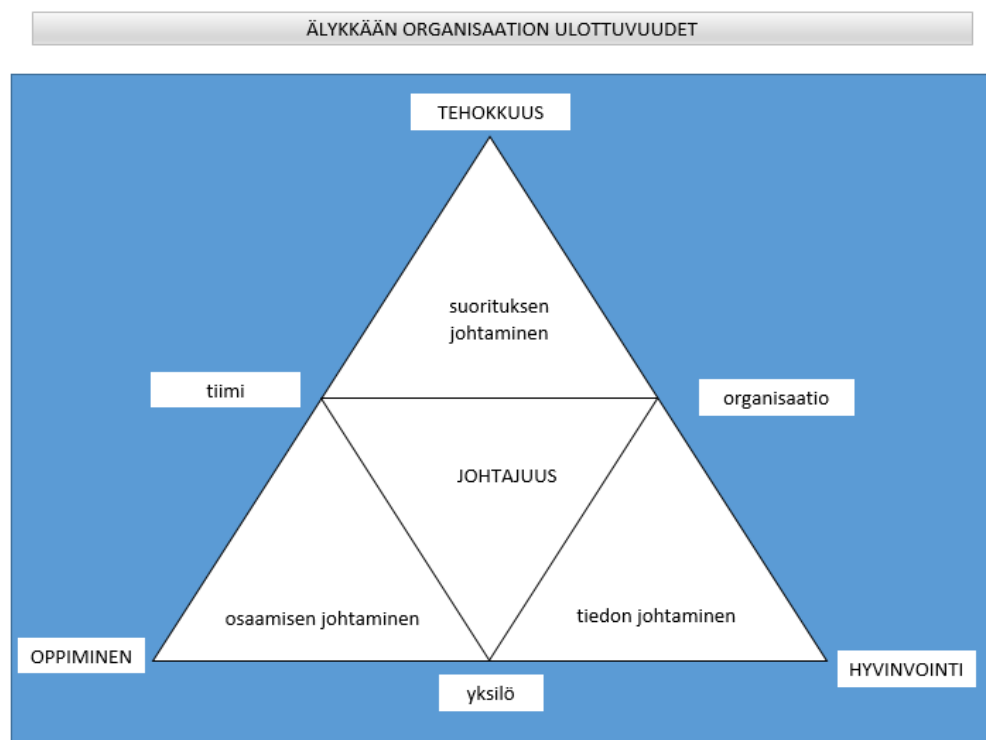 ÄLYKKÄÄN ORGANISAATION ULOTTUVUUDET
TEHOKKUUS
suorituksen
johtaminen
tiimi
organisaatio
JOHTAJUUS
osaamisen johtaminen
tiedon johtaminen
OPPIMINEN
HYVINVOINTI
yksilö